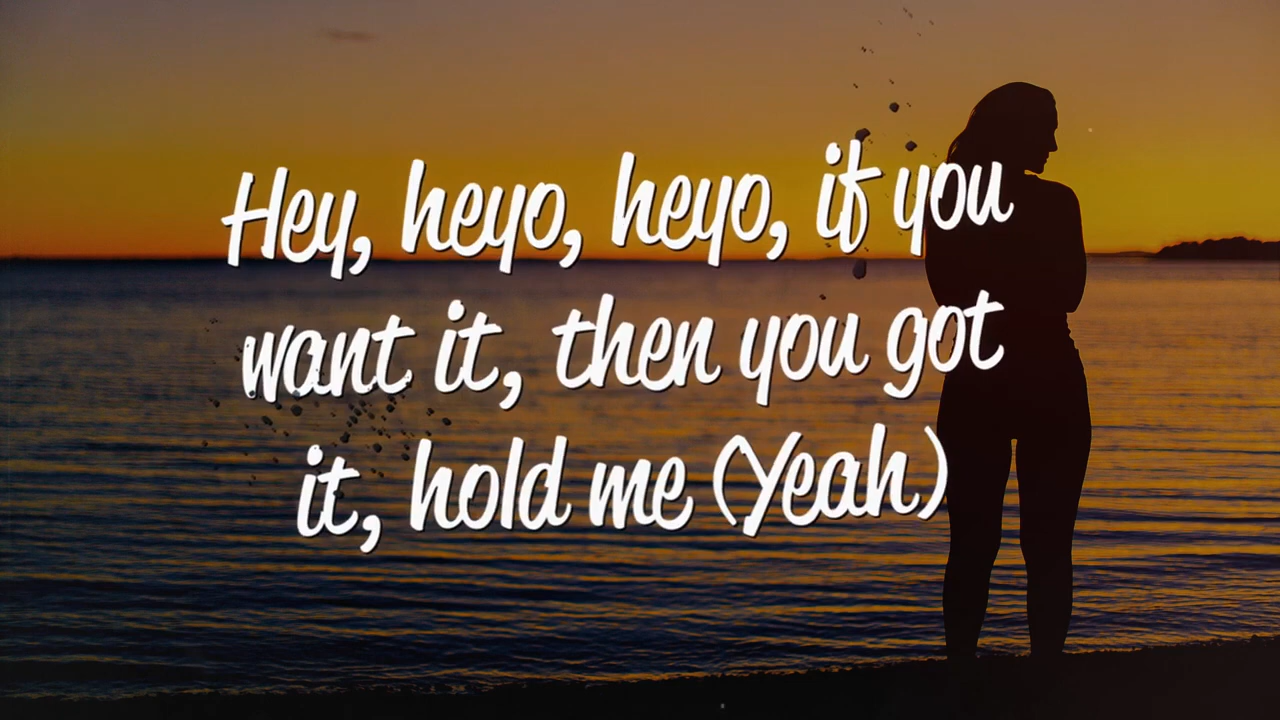 Hey, heyo, heyo, if you
want it, then you got
it, hold me (Yeah)